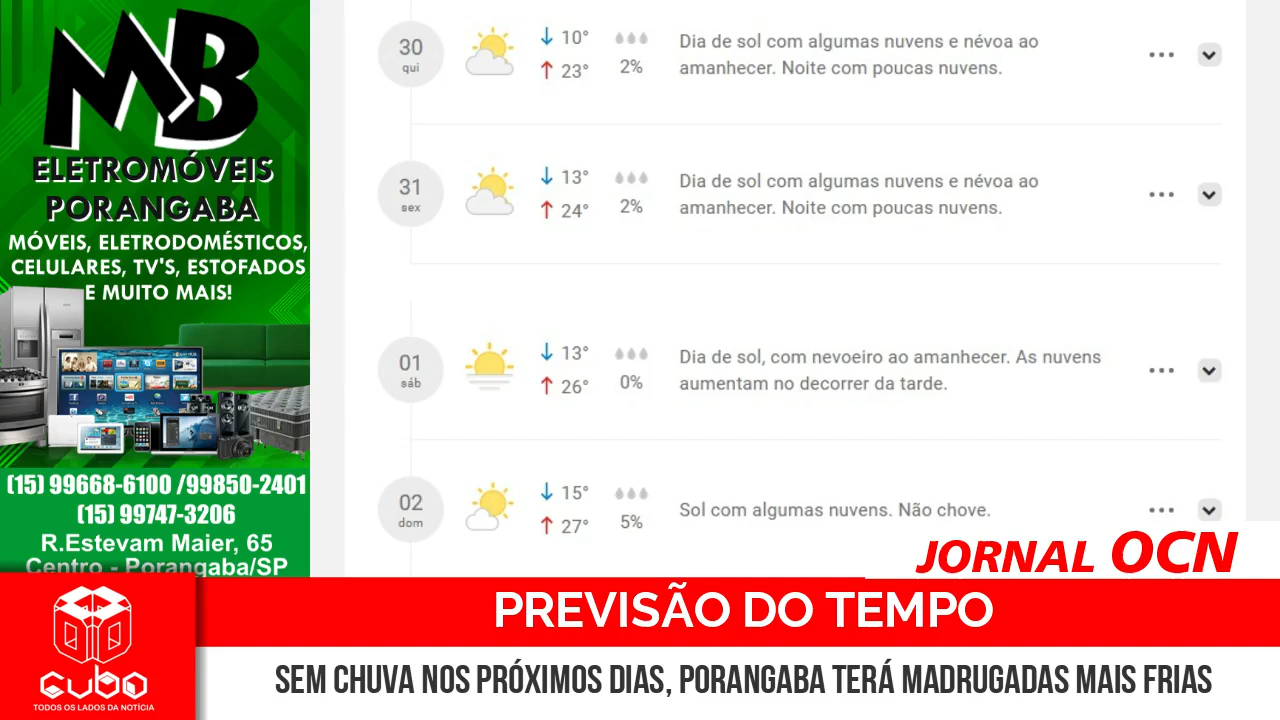 MB
ELETROMÓVEIS
PORANGABA
MÓVEIS, ELETRODOMÉSTICOS,
CELULARES, TV'S, ESTOFADOS
E MUITO MAIS!
(15) 99668-6100 /99850-2401
(15) 99747-3206
R.Estevam Maier, 65
Centro - Porangaba/SP
30
qui
10°
23°
2%
Dia de sol com algumas nuvens e névoa ao
amanhecer. Noite com poucas nuvens.
31
sex
13°
24°
2%
Dia de sol com algumas nuvens e névoa ao
amanhecer. Noite com poucas nuvens.
01
sáb
13°
26°
0%
Dia de sol, com nevoeiro ao amanhecer. As nuvens
aumentam no decorrer da tarde.
02
dom
15°
27°
5%
Sol com algumas nuvens. Não chove.
JORNAL OCN
PREVISÃO DO TEMPO
SEM CHUVA NOS PRÓXIMOS DIAS, PORANGABA TERÁ MADRUGADAS MAIS FRIAS
CUBO
TODOS OS LADOS DA NOTÍCIA